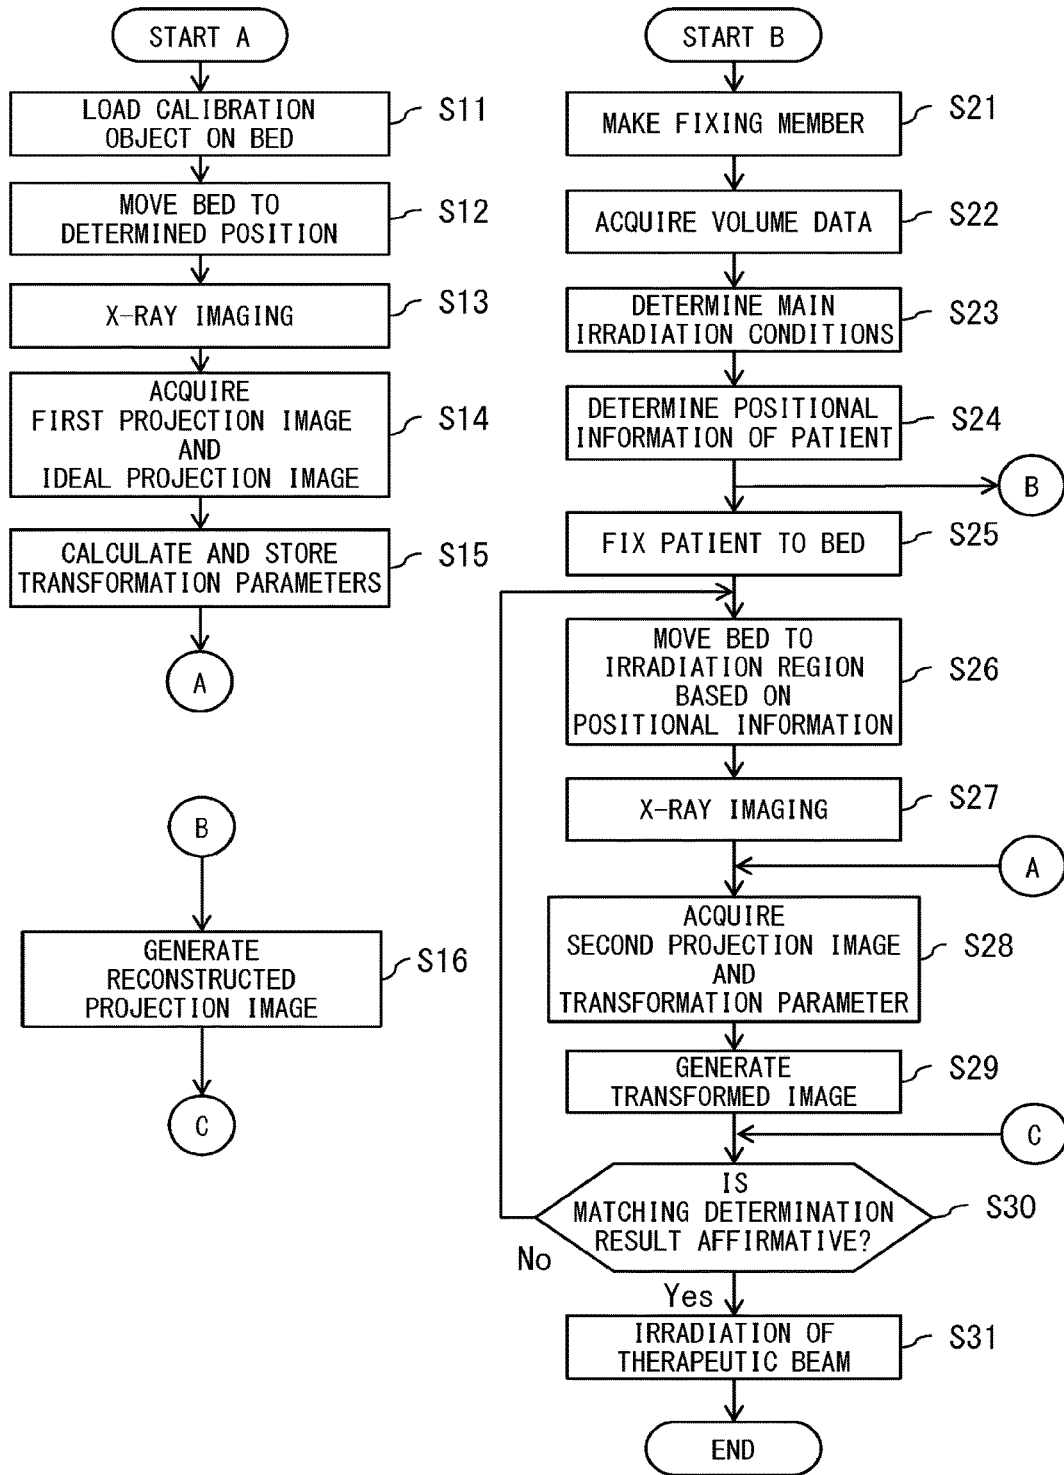 START A
LOAD CALIBRATION
OBJECT ON BED
S11
MOVE BED TO
DETERMINED POSITION
S12
X-RAY IMAGING
S13
ACQUIRE
FIRST PROJECTION IMAGE
AND
IDEAL PROJECTION IMAGE
S14
CALCULATE AND STORE
TRANSFORMATION PARAMETERS
S15
A
B
GENERATE
RECONSTRUCTED
PROJECTION IMAGE
S16
C
START B
MAKE FIXING MEMBER
S21
ACQUIRE VOLUME DATA
S22
DETERMINE MAIN
IRRADIATION CONDITIONS
S23
DETERMINE POSITIONAL
INFORMATION OF PATIENT
S24
B
FIX PATIENT TO BED
S25
MOVE BED TO
IRRADIATION REGION
BASED ON
POSITIONAL INFORMATION
S26
X-RAY IMAGING
S27
A
ACQUIRE
SECOND PROJECTION IMAGE
AND
TRANSFORMATION PARAMETER
S28
GENERATE
TRANSFORMED IMAGE
S29
C
IS
MATCHING DETERMINATION
RESULT AFFIRMATIVE?
S30
No
Yes
IRRADIATION OF
THERAPEUTIC BEAM
S31
END